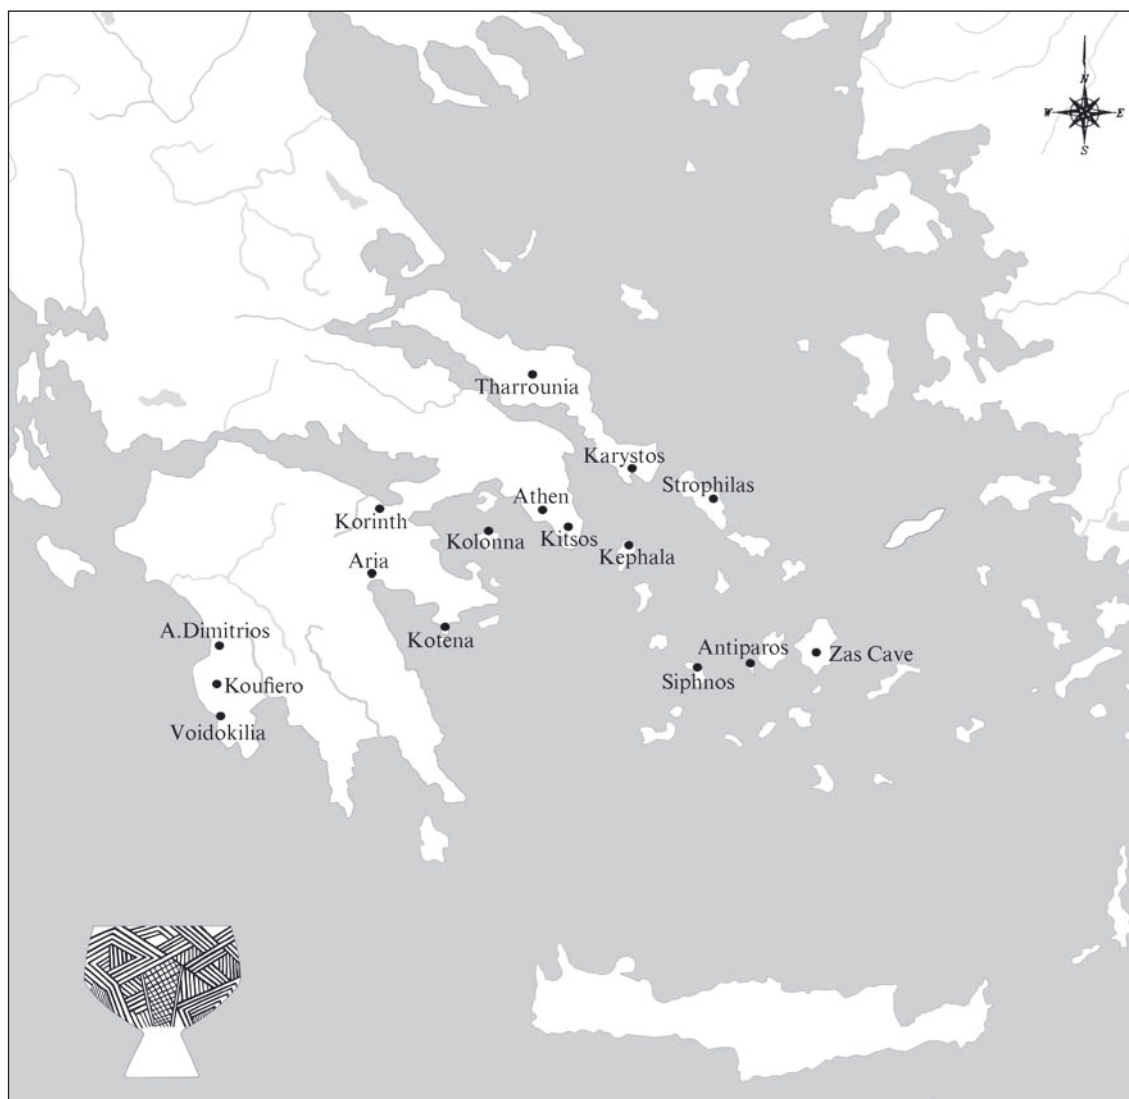 N
W
E
S
Tharrounia
Karystos
Strophilas
Athen
Korinth
Kolonna
Kitsos
Kephala
Aria
A.Dimitrios
Kotena
Antiparos
Zas Cave
Siphnos
Koufiero
Voidokilia